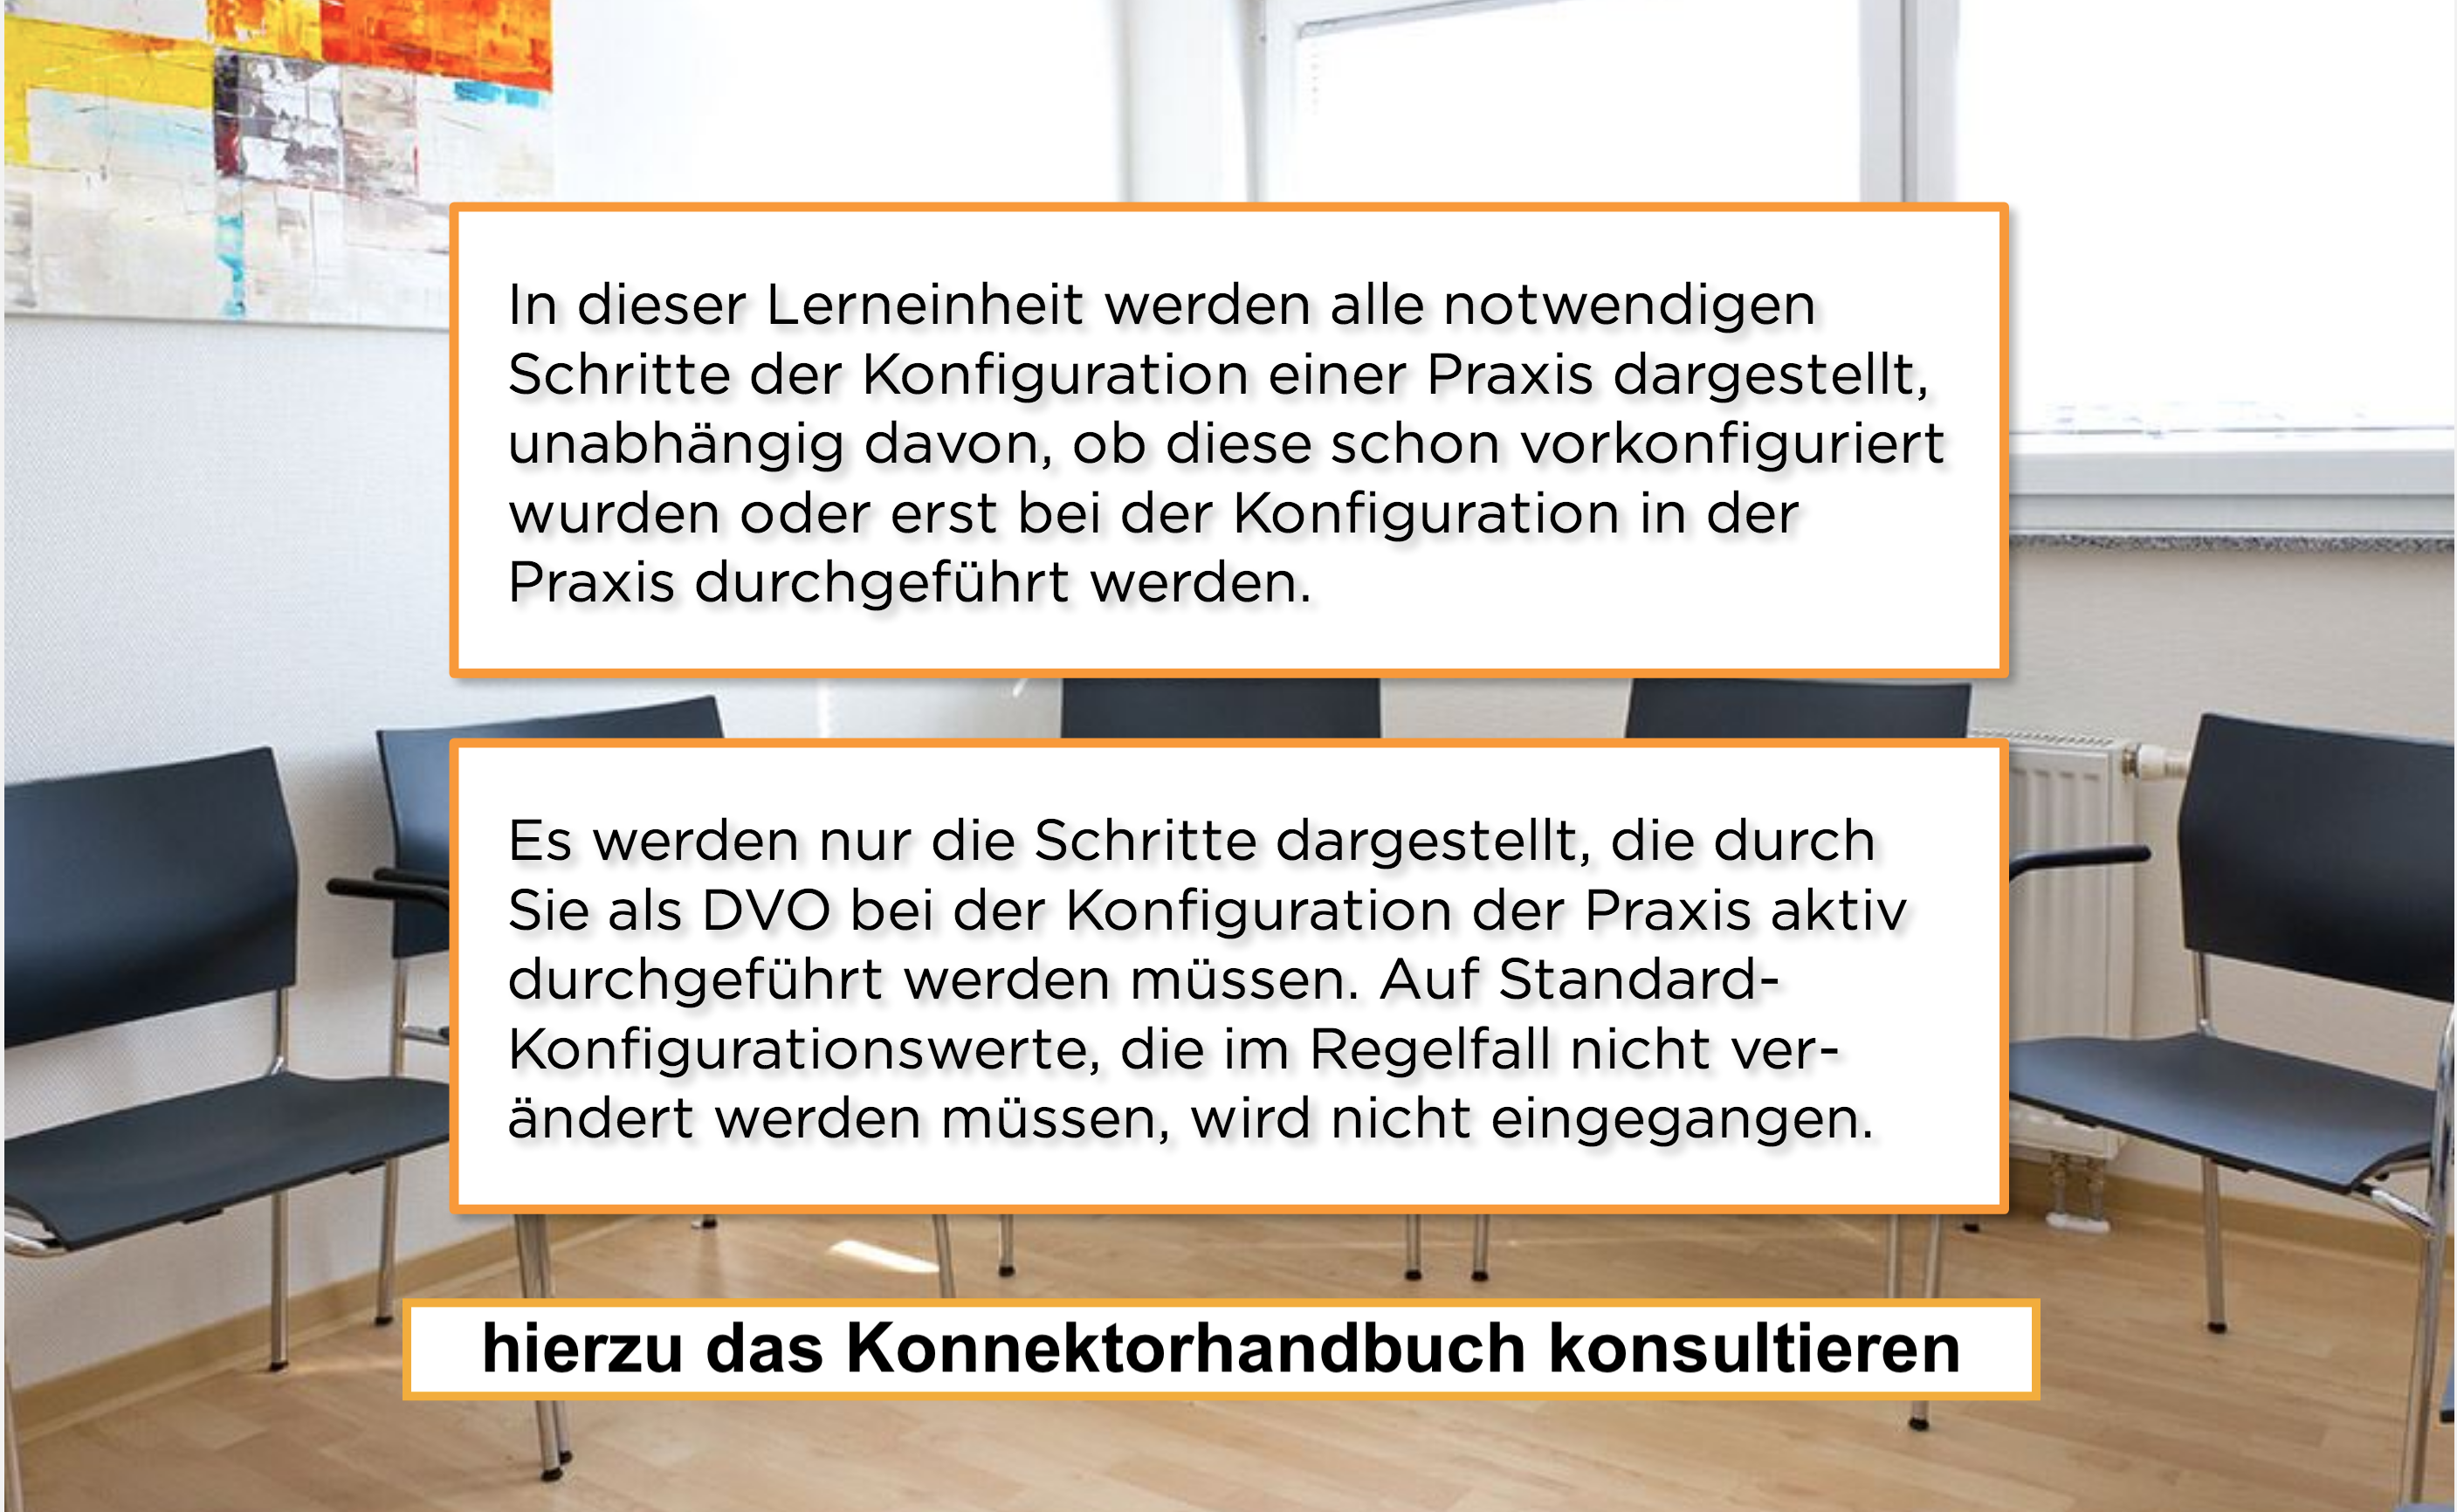 In dieser Lerneinheit werden alle notwendigen
Schritte der Konfiguration einer Praxis dargestellt,
unabhängig davon, ob diese schon vorkonfiguriert
wurden oder erst bei der Konfiguration in der
Praxis durchgeführt werden.
Es werden nur die Schritte dargestellt, die durch
Sie als DVO bei der Konfiguration der Praxis aktiv
durchgeführt werden müssen. Auf Standard-
Konfigurationswerte, die im Regelfall nicht ver-
ändert werden müssen, wird nicht eingegangen.
hierzu das Konnektorhandbuch konsultieren